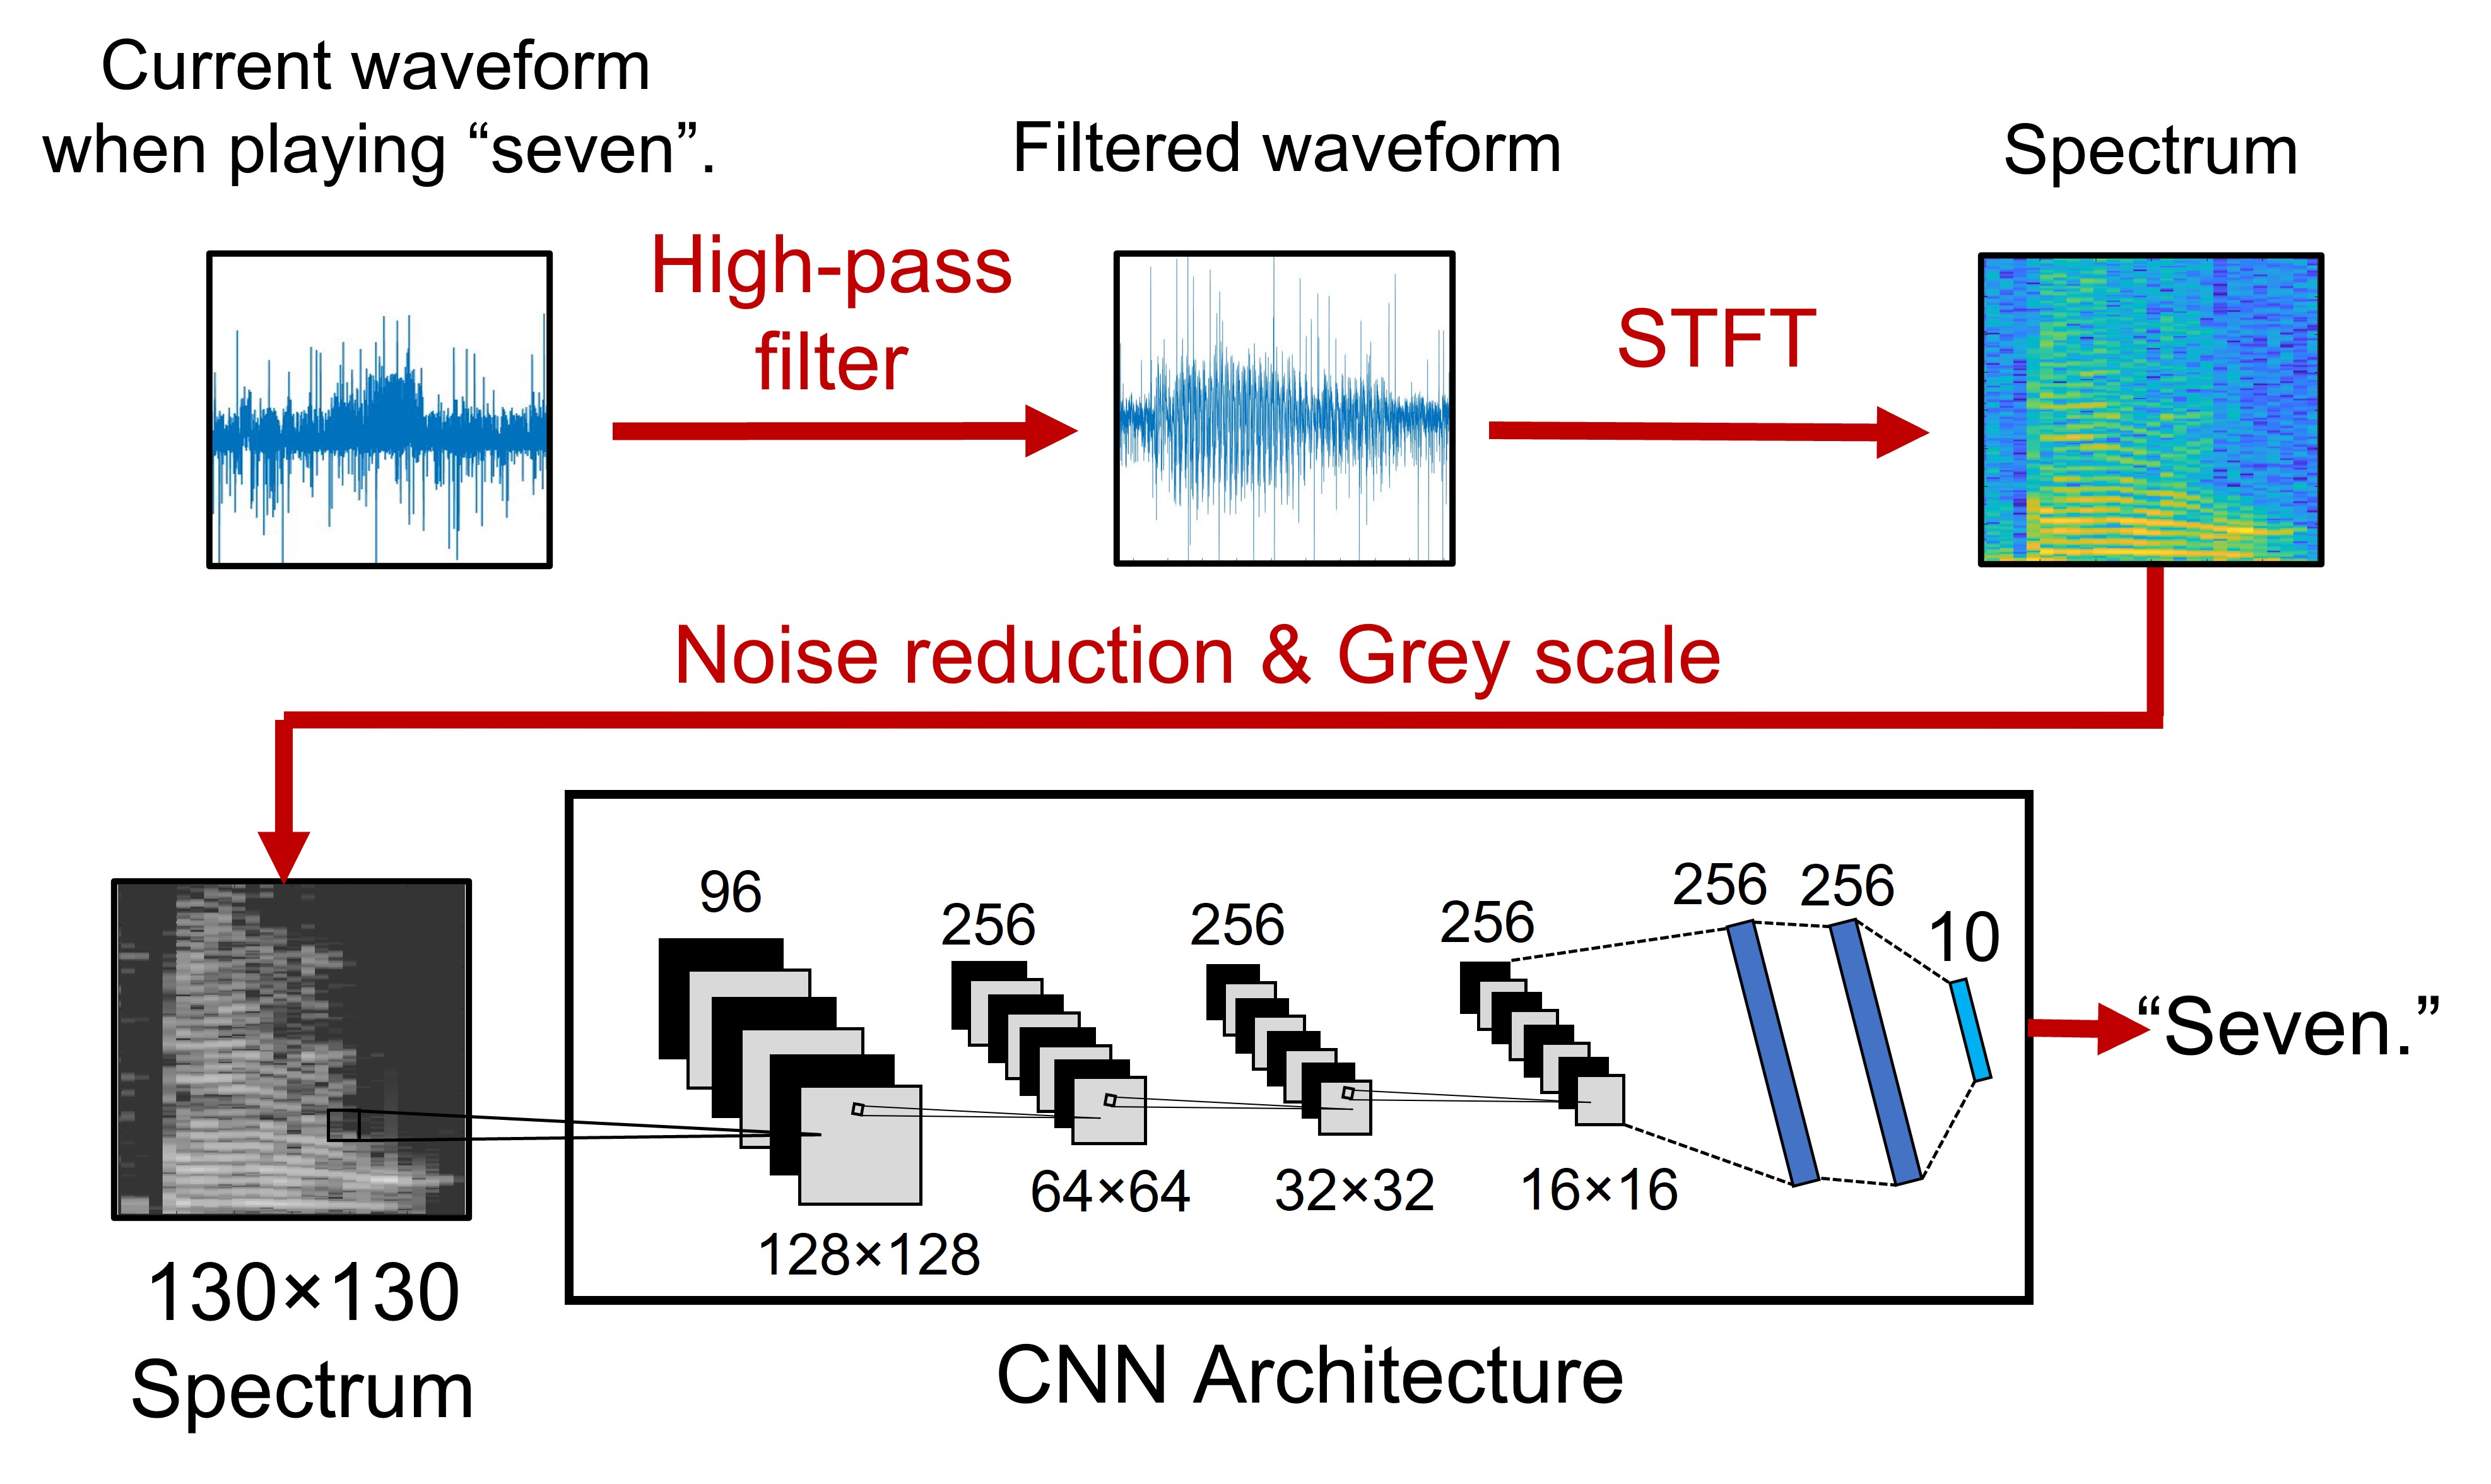 Current waveform
when playing “seven”.
Filtered waveform
Spectrum
High-pass
filter
STFT
Noise reduction & Grey scale
96
256
256
256
256
256
10
“Seven.”
64×64
32×32
16×16
128×128
130×130
Spectrum
CNN Architecture